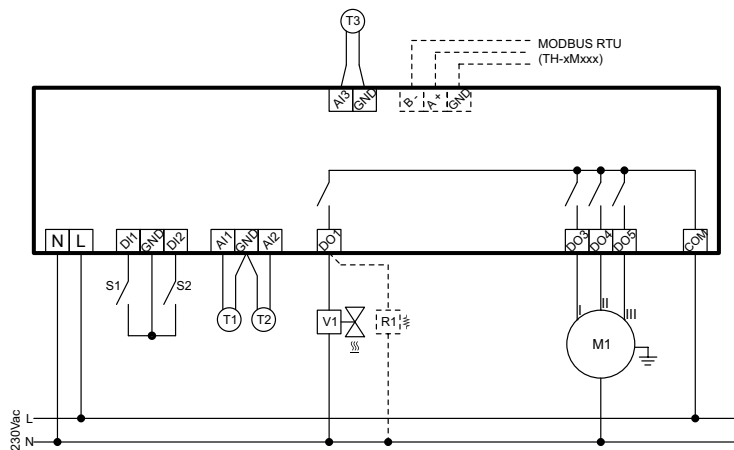 T3
MODBUS RTU
(TH-xMxxx)
AI3 GND B - A + GND
N L DI1 GND DI2 AI1 GND AI2 DO1 DO3 DO4 DO5 COM
S1 S2
T1 T2 V1 R1 I II III
M1
230Vac L
N